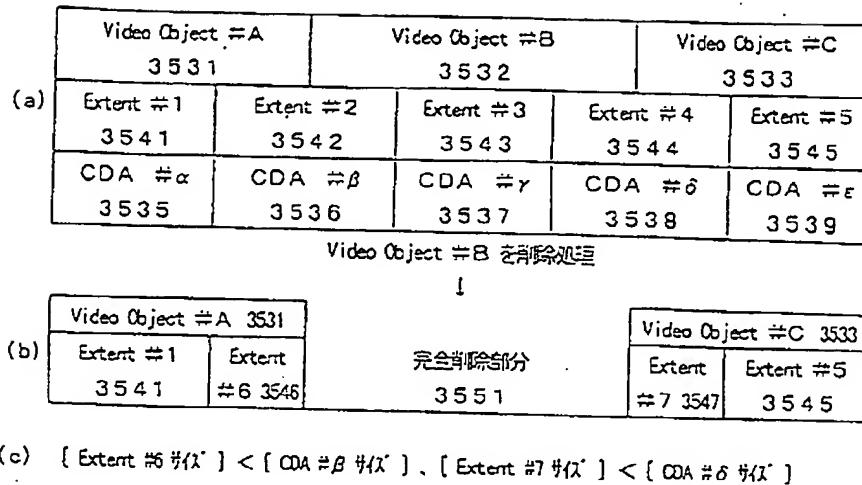 Video Object #A Video Object #B Video Object #C
3531 3532 3533
(a) Extent #1 Extent #2 Extent #3 Extent #4 Extent #5
3541 3542 3543 3544 3545
CDA #α CDA #β CDA #γ CDA #δ CDA #ε
3535 3536 3537 3538 3539
Video Object #B を削除処理
↓
Video Object #A 3531 Video Object #C 3533
(b) Extent #1 Extent 完全削除部分 Extent Extent #5
3541 #6 3546 3551 #7 3547 3545
(c) [Extent #6 サイズ] < [CDA #β サイズ]、[Extent #7 サイズ] < [CDA #δ サイズ]